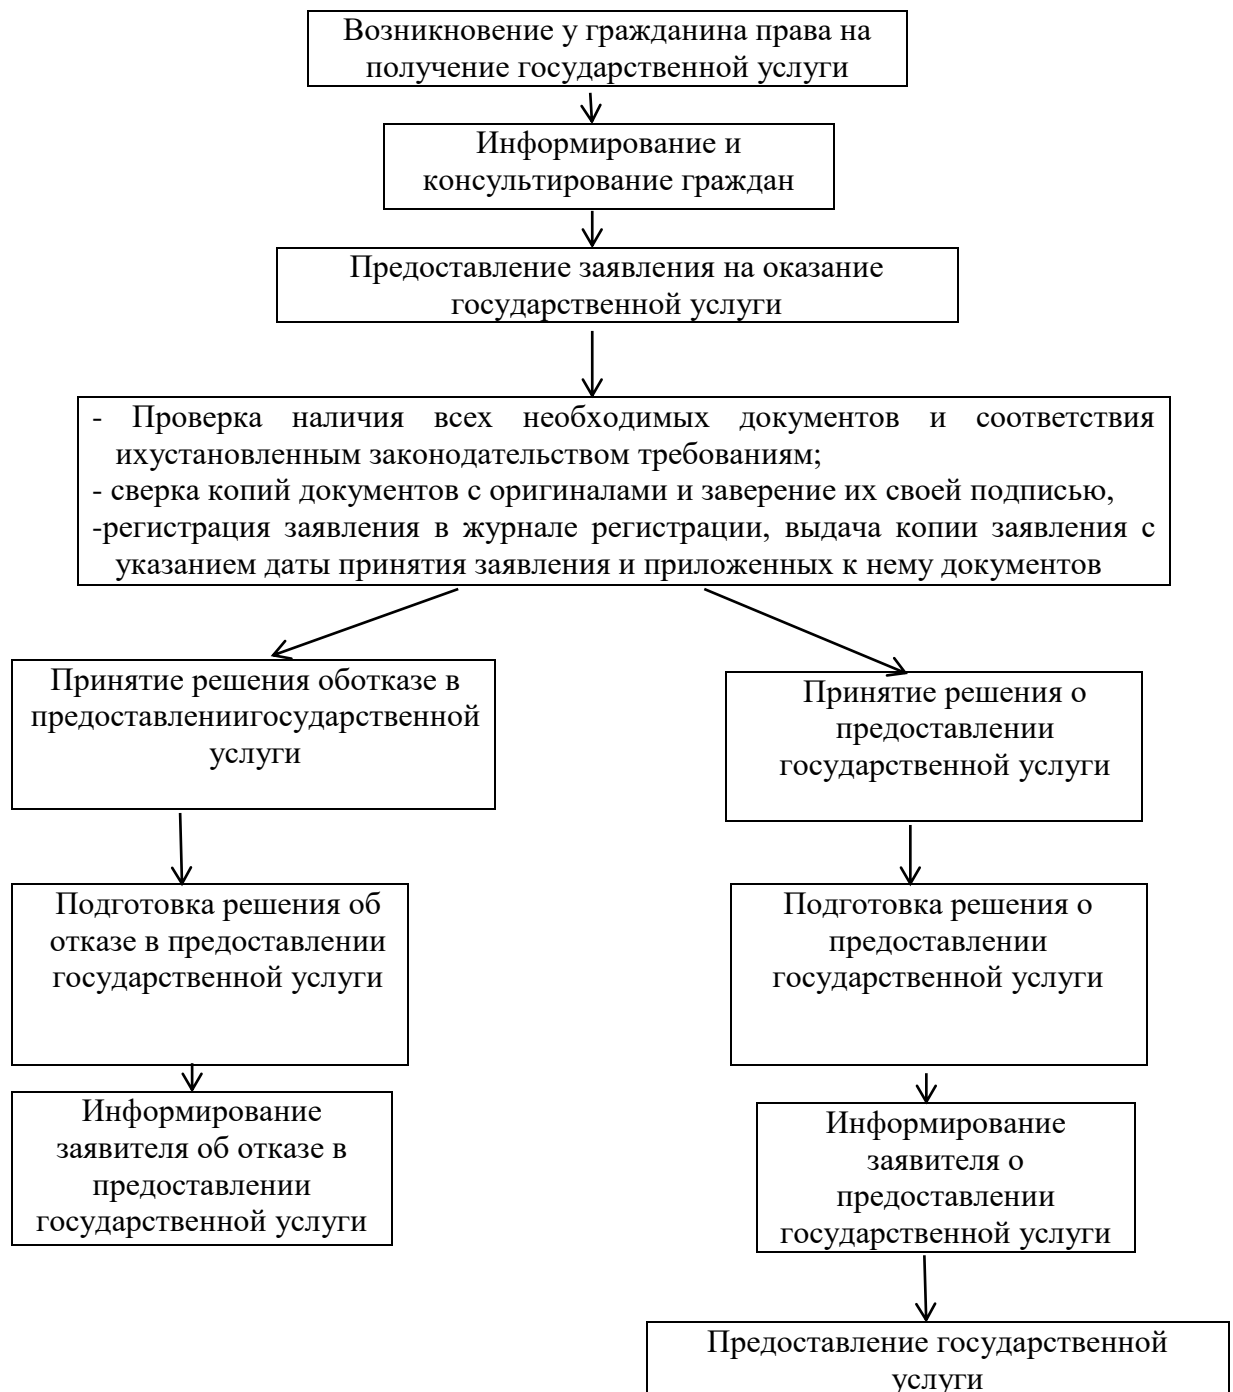 Возникновение у гражданина права на
получение государственной услуги
Информирование и
консультирование граждан
Предоставление заявления на оказание
государственной услуги
- Проверка наличия всех необходимых документов и соответствия
ихустановленным законодательством требованиям;
- сверка копий документов с оригиналами и заверение их своей подписью,
-регистрация заявления в журнале регистрации, выдача копии заявления с
указанием даты принятия заявления и приложенных к нему документов
Принятие решения оботказе в
предоставлениигосударственной
услуги
Принятие решения о
предоставлении
государственной услуги
Подготовка решения об
отказе в предоставлении
государственной услуги
Подготовка решения о
предоставлении
государственной услуги
Информирование
заявителя об отказе в
предоставлении
государственной услуги
Информирование
заявителя о
предоставлении
государственной услуги
Предоставление государственной
услуги